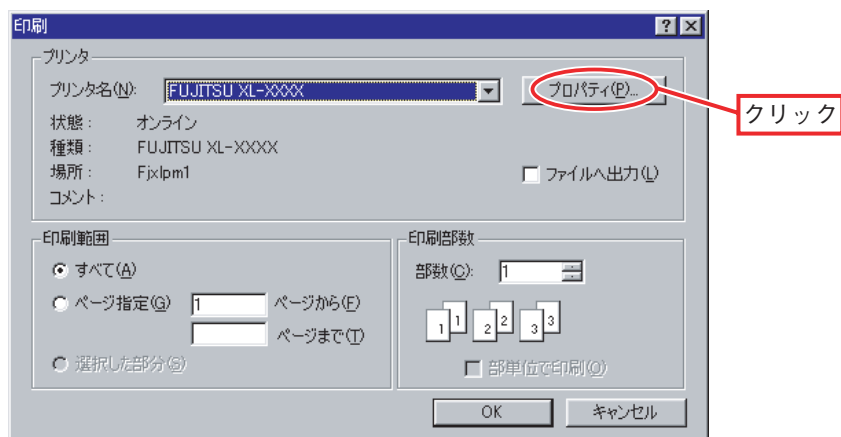 印刷
プリンタ
プリンタ名(N): FUJITSU XL-XXXX プロパティ(P)...
クリック
状態： オンライン
種類： FUJITSU XL-XXXX
場所： Fjxlpm1 ファイルへ出力(L)
コメント：
印刷範囲 印刷部数
すべて(A) 部数(C): 1
ページ指定(G) 1 ページから(F)
ページまで(T)
1 1 2 2 3 3
選択した部分(S) 部単位で印刷(O)
OK キャンセル